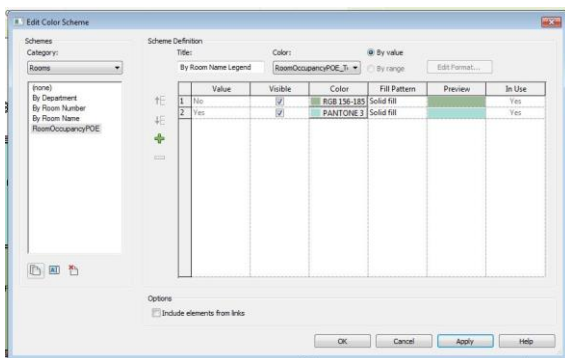 Edit Color Scheme
Schemes
Category:
Rooms
(none)
By Department
By Room Number
By Room Name
RoomOccupancyPOE
Scheme Definition
Title: Color:
By Room Name Legend RoomOccupancyPOE_T By value
By range Edit Format...
Value Visible Color Fill Pattern Preview In Use
1 No RGB 156-185 Solid fill Yes
2 Yes PANTONE 3 Solid fill Yes
Options
Include elements from links
OK Cancel Apply Help